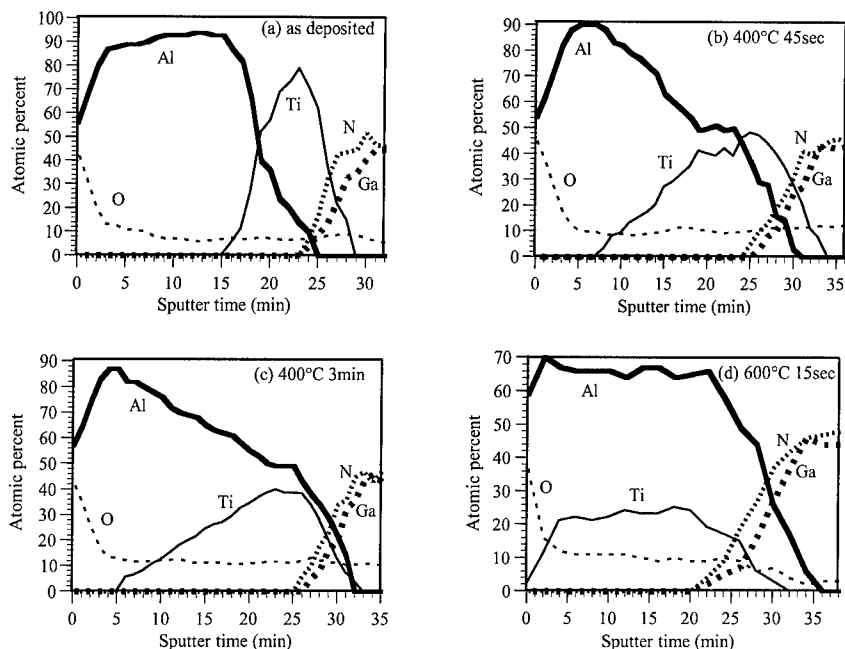 (a) as deposited
Atomic percent
100
90
80
70
60
50
40
30
20
10
0
Al
Ti
N
Ga
O
0 5 10 15 20 25 30
Sputter time (min)
(b) 400°C 45sec
Atomic percent
90
80
70
60
50
40
30
20
10
0
Al
Ti
N
Ga
O
0 5 10 15 20 25 30 35
Sputter time (min)
(c) 400°C 3min
Atomic percent
90
80
70
60
50
40
30
20
10
0
Al
Ti
N
Ga
O
0 5 10 15 20 25 30 35
Sputter time (min)
(d) 600°C 15sec
Atomic percent
70
60
50
40
30
20
10
0
Al
Ti
N
Ga
O
0 5 10 15 20 25 30 35
Sputter time (min)